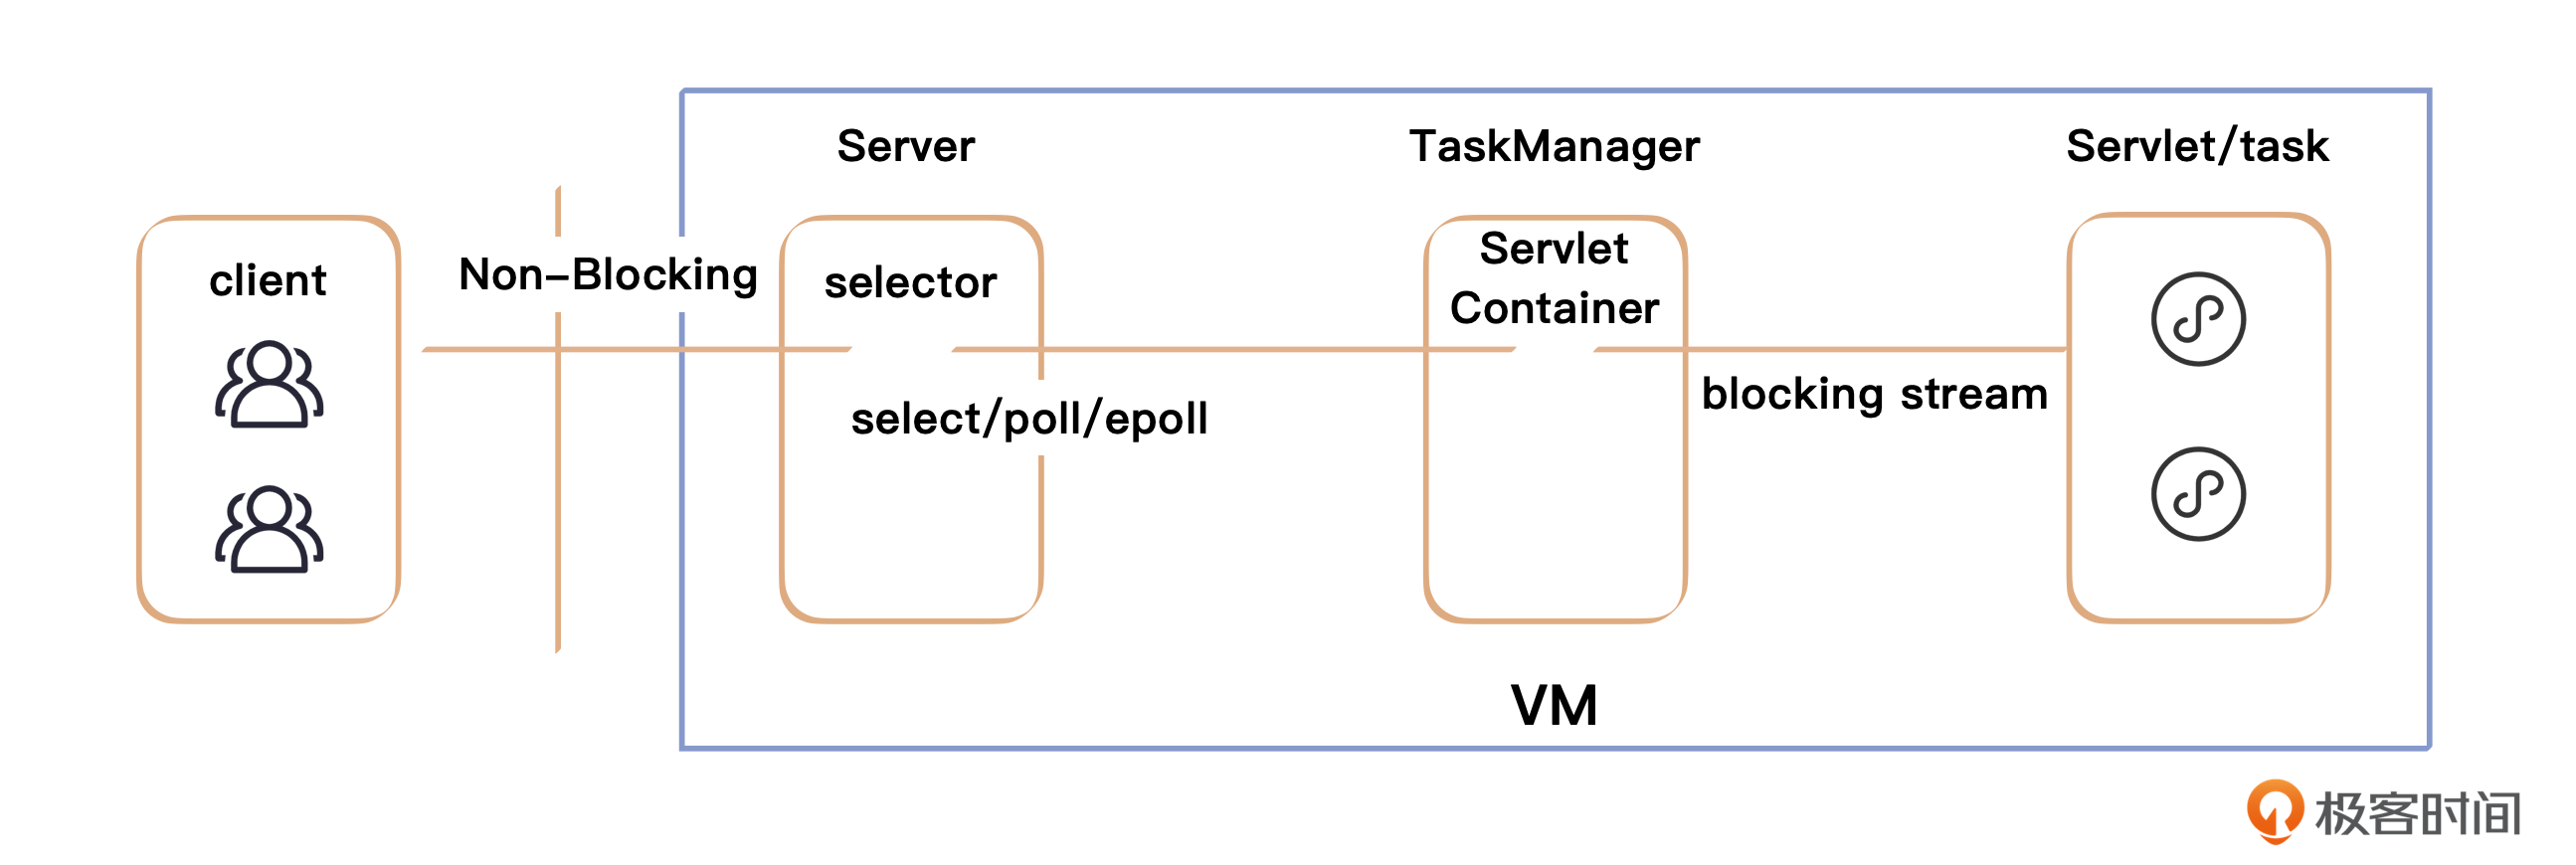 Server
TaskManager
Servlet/task
client
Non-Blocking
selector
select/poll/epoll
Servlet
Container
blocking stream
VM
极客时间